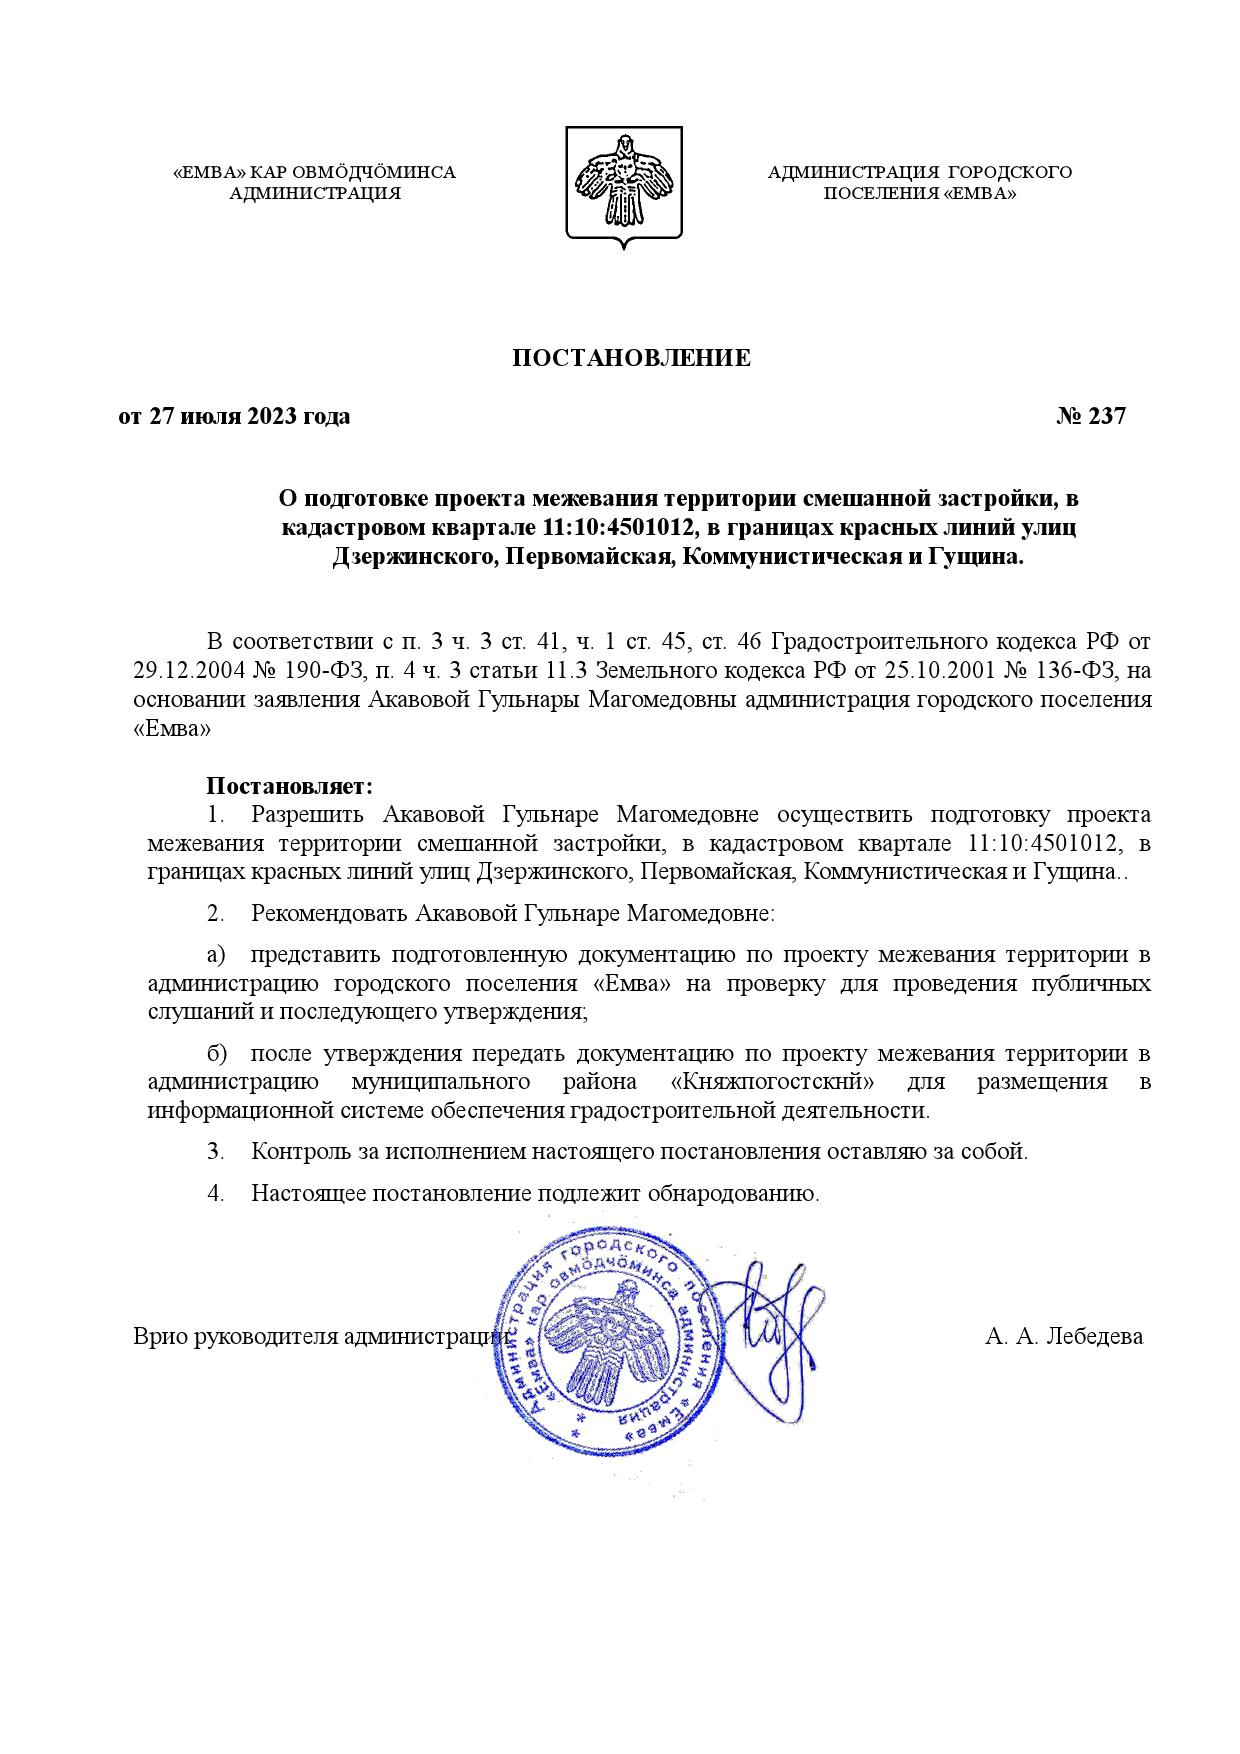 «ЕМВА» КАР ОВМӦДЧӦМИНСА
АДМИНИСТРАЦИЯ
АДМИНИСТРАЦИЯ ГОРОДСКОГО
ПОСЕЛЕНИЯ «ЕМВА»
ПОСТАНОВЛЕНИЕ
от 27 июля 2023 года № 237
О подготовке проекта межевания территории смешанной застройки, в
кадастровом квартале 11:10:4501012, в границах красных линий улиц
Дзержинского, Первомайская, Коммунистическая и Гущина.
В соответствии с п. 3 ч. 3 ст. 41, ч. 1 ст. 45, ст. 46 Градостроительного кодекса РФ от
29.12.2004 № 190-ФЗ, п. 4 ч. 3 статьи 11.3 Земельного кодекса РФ от 25.10.2001 № 136-ФЗ, на
основании заявления Акавовой Гульнары Магомедовны администрация городского поселения
«Емва»
Постановляет:
1. Разрешить Акавовой Гульнаре Магомедовне осуществить подготовку проекта
межевания территории смешанной застройки, в кадастровом квартале 11:10:4501012, в
границах красных линий улиц Дзержинского, Первомайская, Коммунистическая и Гущина..
2. Рекомендовать Акавовой Гульнаре Магомедовне:
а) представить подготовленную документацию по проекту межевания территории в
администрацию городского поселения «Емва» на проверку для проведения публичных
слушаний и последующего утверждения;
б) после утверждения передать документацию по проекту межевания территории в
администрацию муниципального района «Княжпогостскнй» для размещения в
информационной системе обеспечения градостроительной деятельности.
3. Контроль за исполнением настоящего постановления оставляю за собой.
4. Настоящее постановление подлежит обнародованию.
Врио руководителя администрации А. А. Лебедева
Администрация городского поселения «Емва»
«Емва» кар овмӧдчӧминса администрация